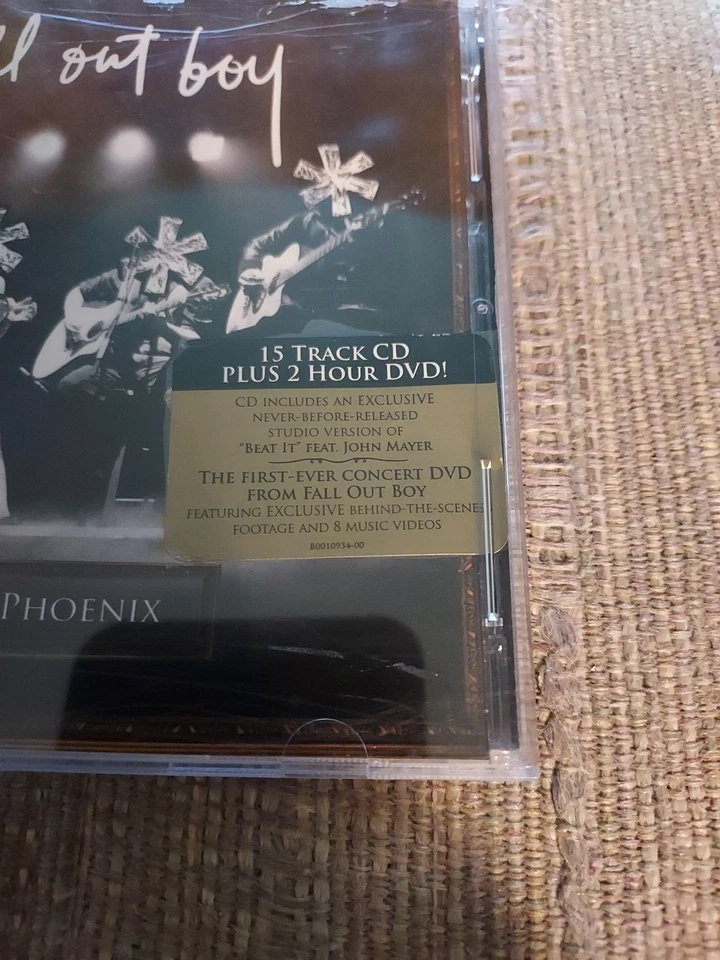 ll out boy
15 TRACK CD
PLUS 2 HOUR DVD!
CD INCLUDES AN EXCLUSIVE
NEVER-BEFORE-RELEASED
STUDIO VERSION OF
“BEAT IT” FEAT. JOHN MAYER
THE FIRST-EVER CONCERT DVD
FROM FALL OUT BOY
FEATURING EXCLUSIVE BEHIND-THE-SCENES
FOOTAGE AND 8 MUSIC VIDEOS
B0010934-00
PHOENIX